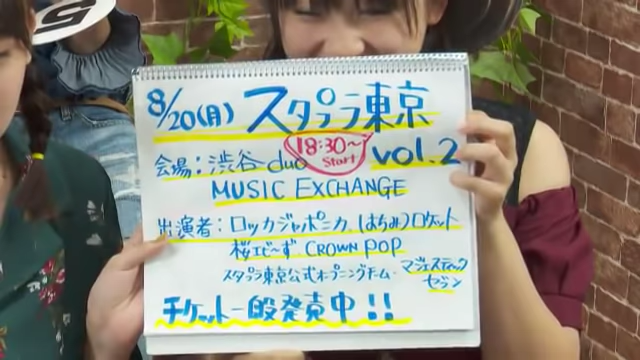 8/20(月) スタプラ東京
会場:渋谷duo 18:30~ start vol.2
MUSIC EXCHANGE
出演者:ロッカジャポニカ、はちみつロケット
桜エビ~ず CROWN POP
スタプラ東京公式オープニングチーム・マジェスティック
セブン
チケット一般発売中!!